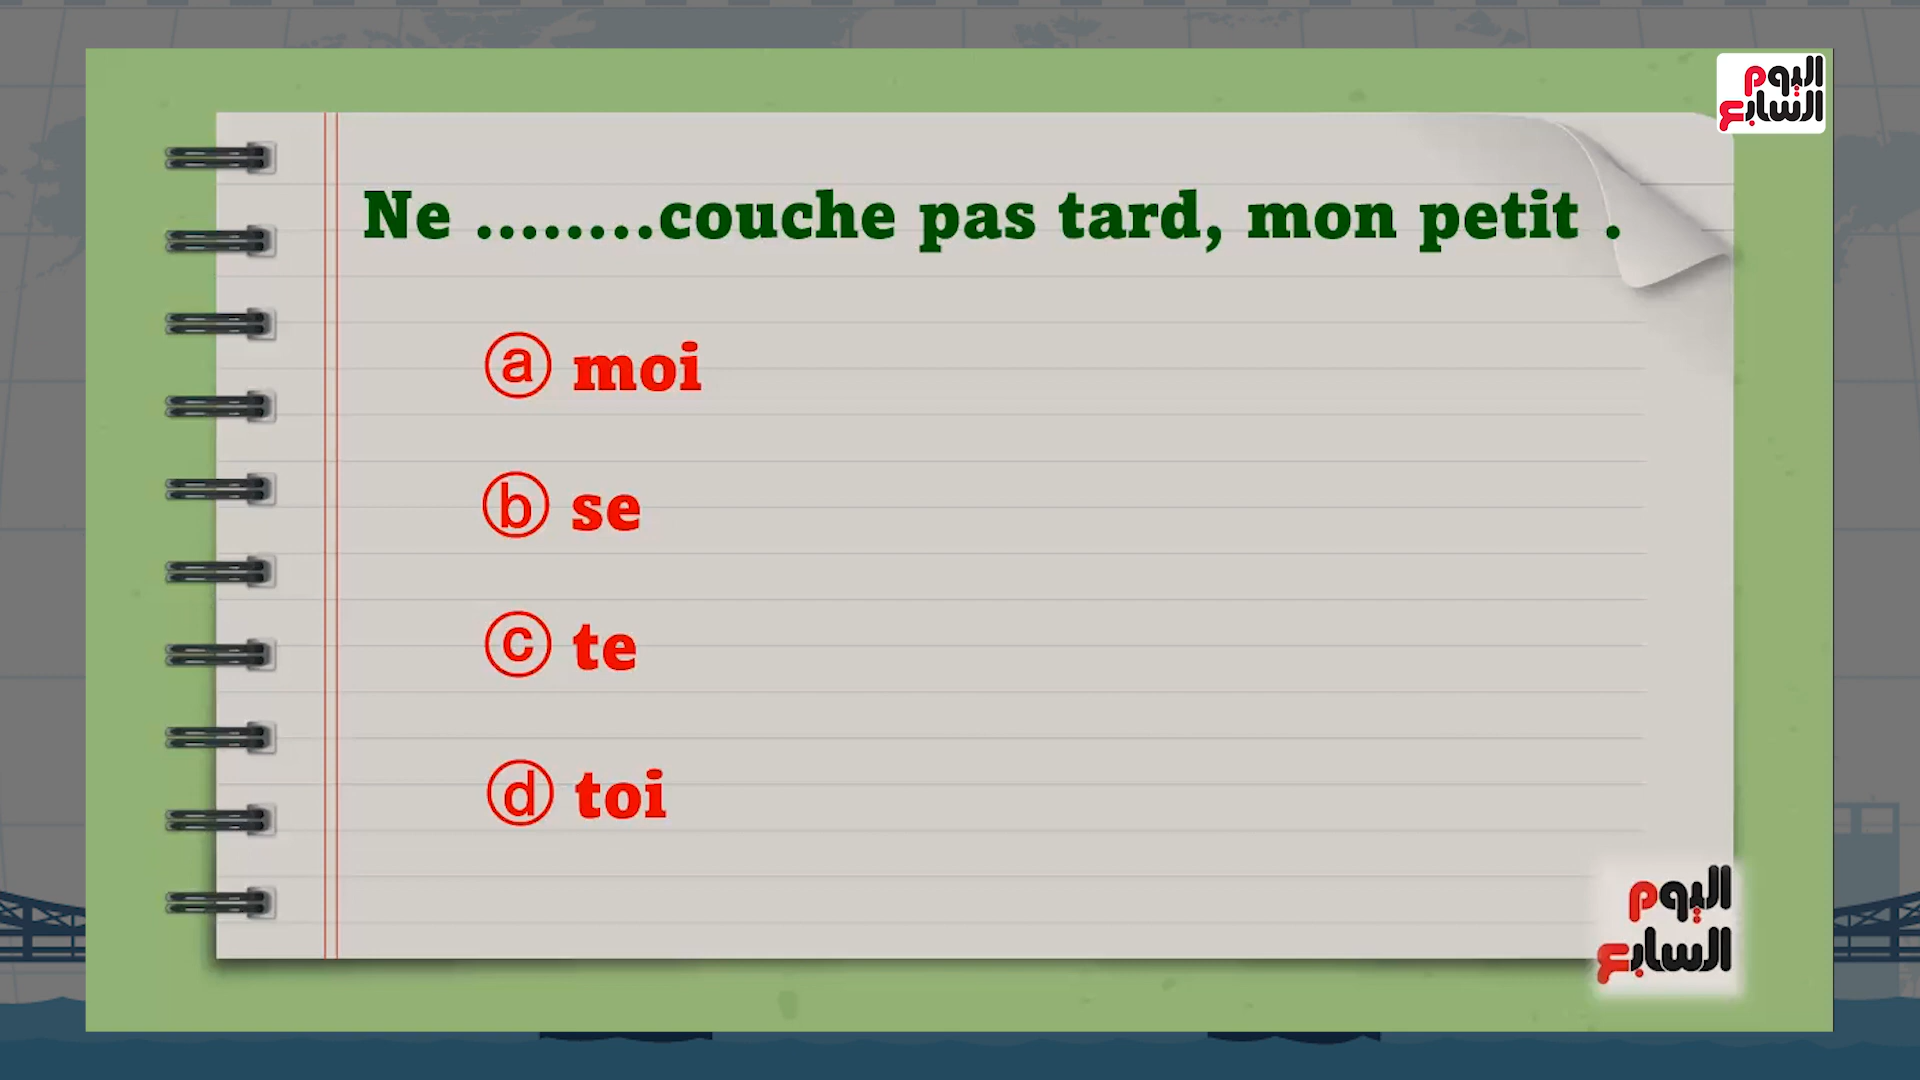 اليوم
السابع
Ne ........couche pas tard, mon petit .
ⓐ moi
ⓑ se
ⓒ te
ⓓ toi
اليوم
السابع